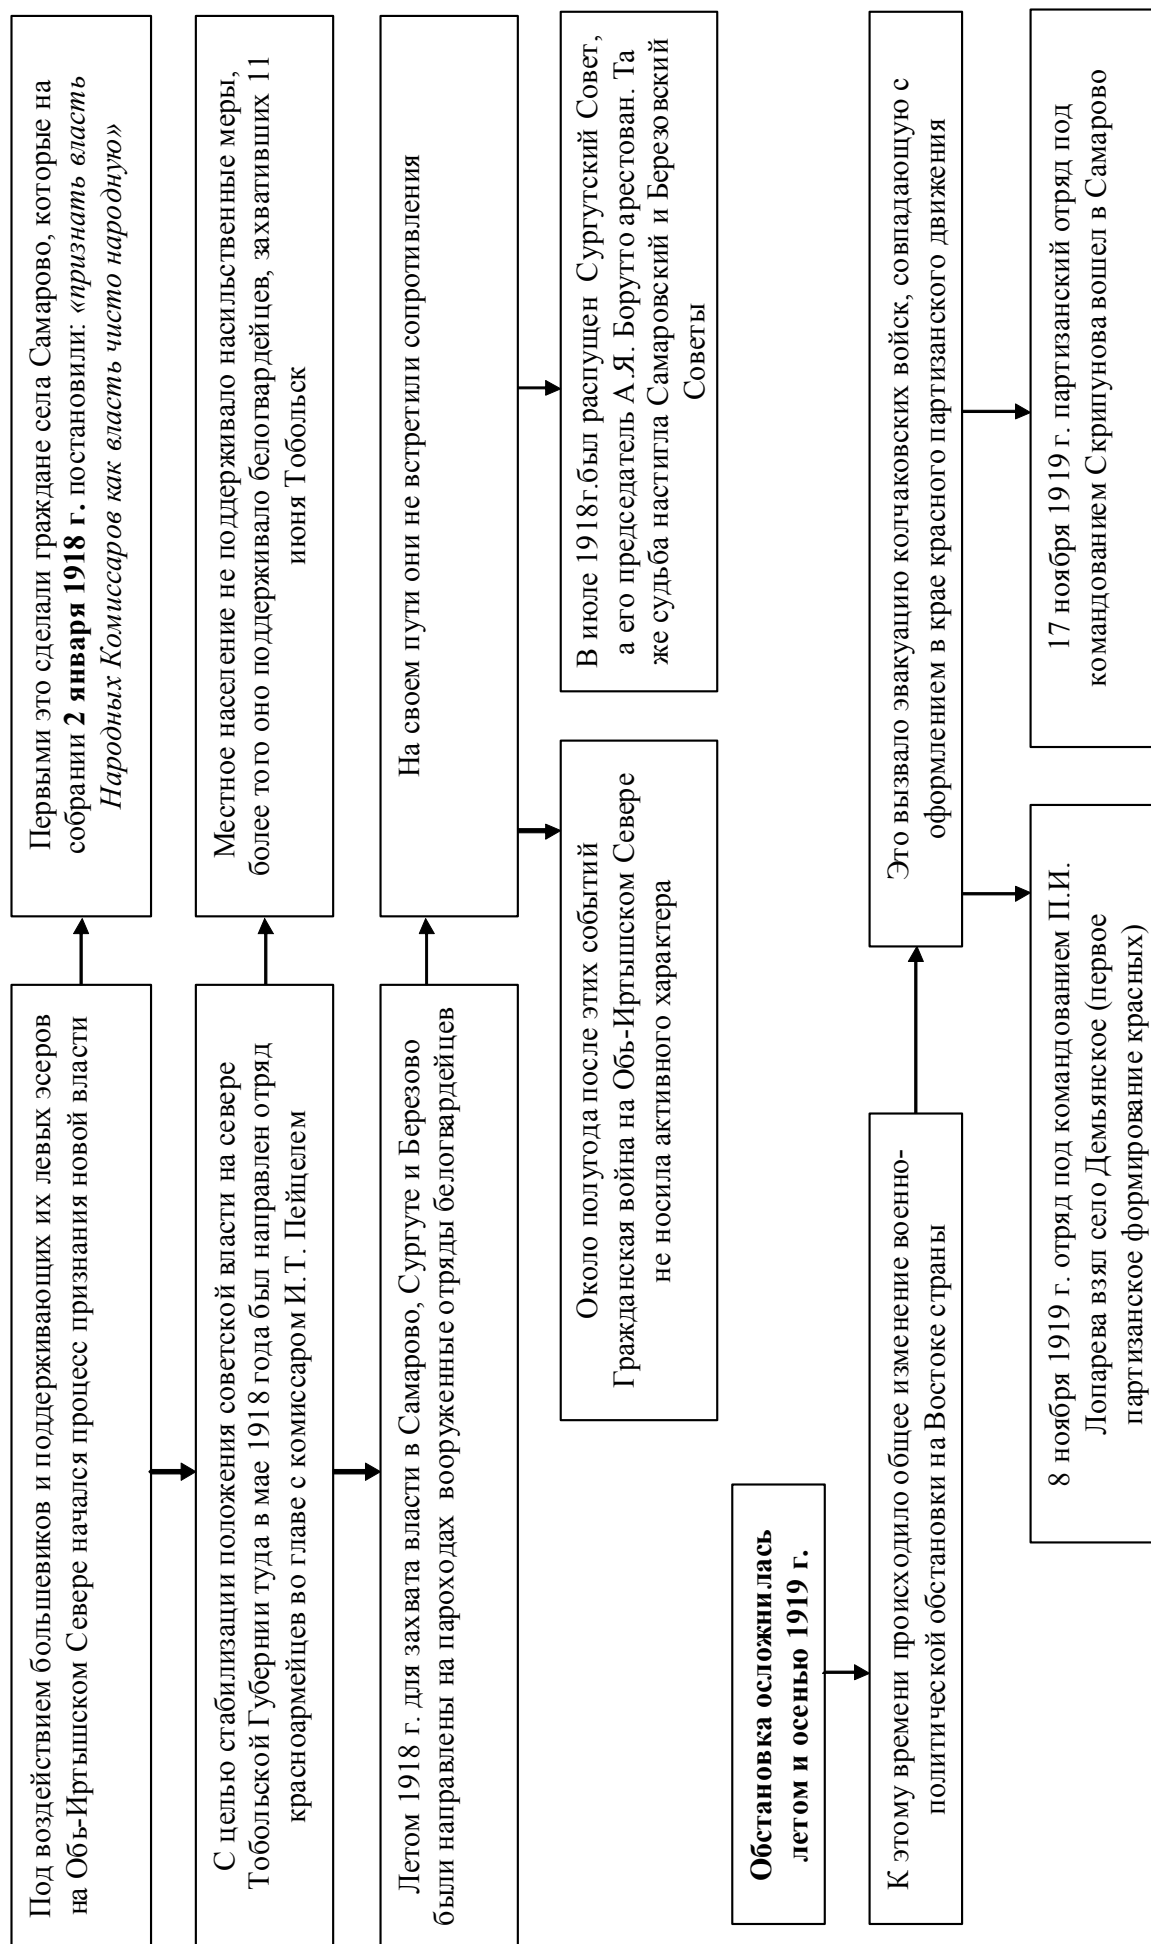 Под воздействием большевиков и поддерживающих их левых эсеров
на Обь-Иртышском Севере начался процесс признания новой власти
Первыми это сделали граждане села Самарово, которые на
собрании 2 января 1918 г. постановили: «признать власть
Народных Комиссаров как власть чисто народную»
С целью стабилизации положения советской власти на севере
Тобольской Губернии туда в мае 1918 года был направлен отряд
красноармейцев во главе с комиссаром И.Т. Пейцелем
Местное население не поддерживало насильственные меры,
более того оно поддерживало белогвардейцев, захвативших 11
июня Тобольск
Летом 1918 г. для захвата власти в Самарово, Сургуте и Березово
были направлены на пароходах вооруженные отряды белогвардейцев
На своем пути они не встретили сопротивления
Около полугода после этих событий
Гражданская война на Обь-Иртышском Севере
не носила активного характера
В июле 1918г.был распущен Сургутский Совет,
а его председатель А.Я. Борутто арестован. Та
же судьба настигла Самаровский и Березовский
Советы
Обстановка осложнилась
летом и осенью 1919 г.
К этому времени происходило общее изменение военно-
политической обстановки на Востоке страны
Это вызвало эвакуацию колчаковских войск, совпадающую с
оформлением в крае красного партизанского движения
8 ноября 1919 г. отряд под командованием П.И.
Лопарева взял село Демьянское (первое
партизанское формирование красных)
17 ноября 1919 г. партизанский отряд под
командованием Скрипунова вошел в Самарово